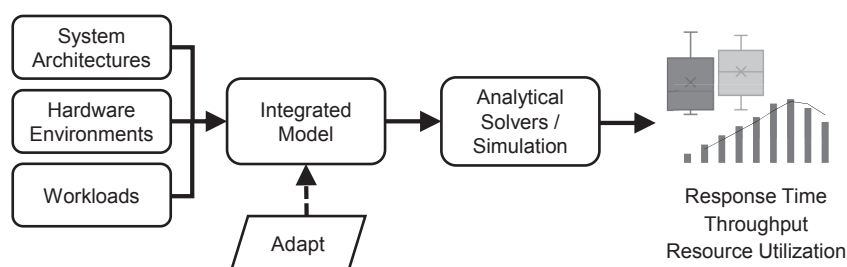 System
Architectures
Hardware
Environments
Workloads
Integrated
Model
Adapt
Analytical
Solvers /
Simulation
Response Time
Throughput
Resource Utilization